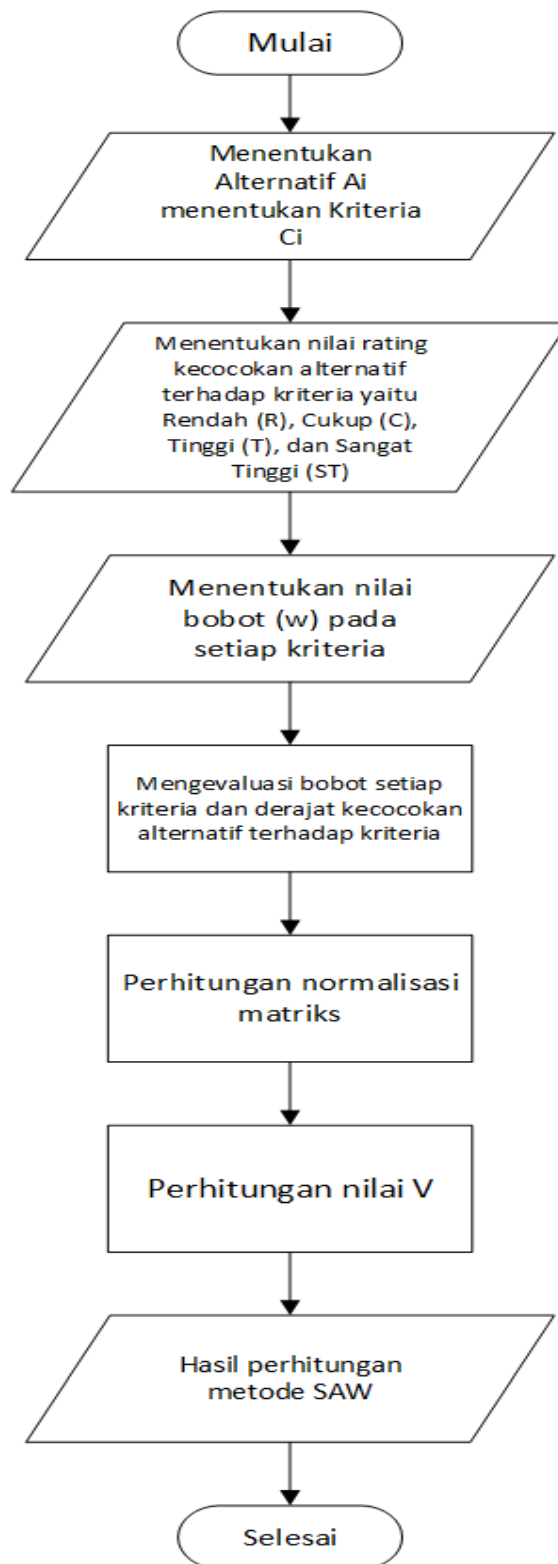 Mulai
Menentukan
Alternatif Ai
menentukan Kriteria
Ci
Menentukan nilai rating
kecocokan alternatif
terhadap kriteria yaitu
Rendah (R), Cukup (C),
Tinggi (T), dan Sangat
Tinggi (ST)
Menentukan nilai
bobot (w) pada
setiap kriteria
Mengevaluasi bobot setiap
kriteria dan derajat kecocokan
alternatif terhadap kriteria
Perhitungan normalisasi
matriks
Perhitungan nilai V
Hasil perhitungan
metode SAW
Selesai